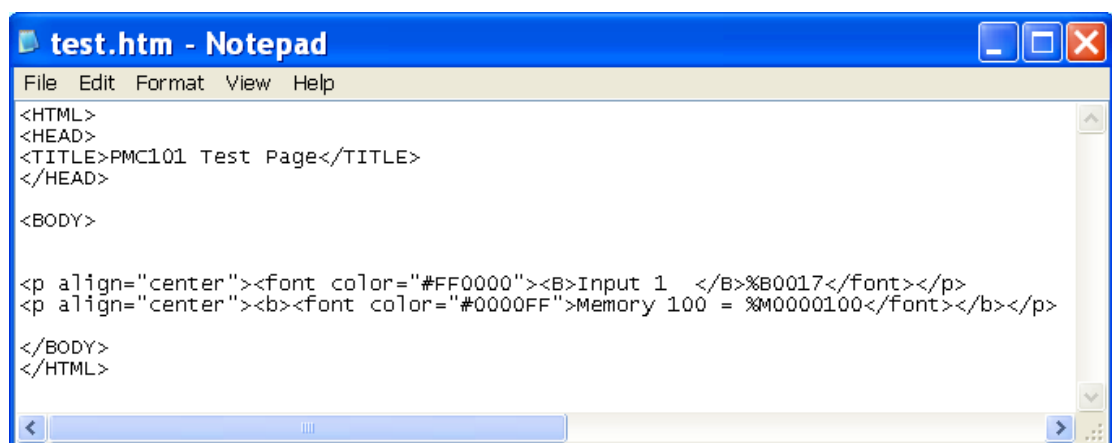 test.htm - Notepad
File Edit Format View Help
<HTML>
<HEAD>
<TITLE>PMC101 Test Page</TITLE>
</HEAD>
<BODY>
<p align="center"><font color="#FF0000"><B>Input 1  </B>%B0017</font></p>
<p align="center"><b><font color="#0000FF">Memory 100 = %M0000100</font></b></p>
</BODY>
</HTML>